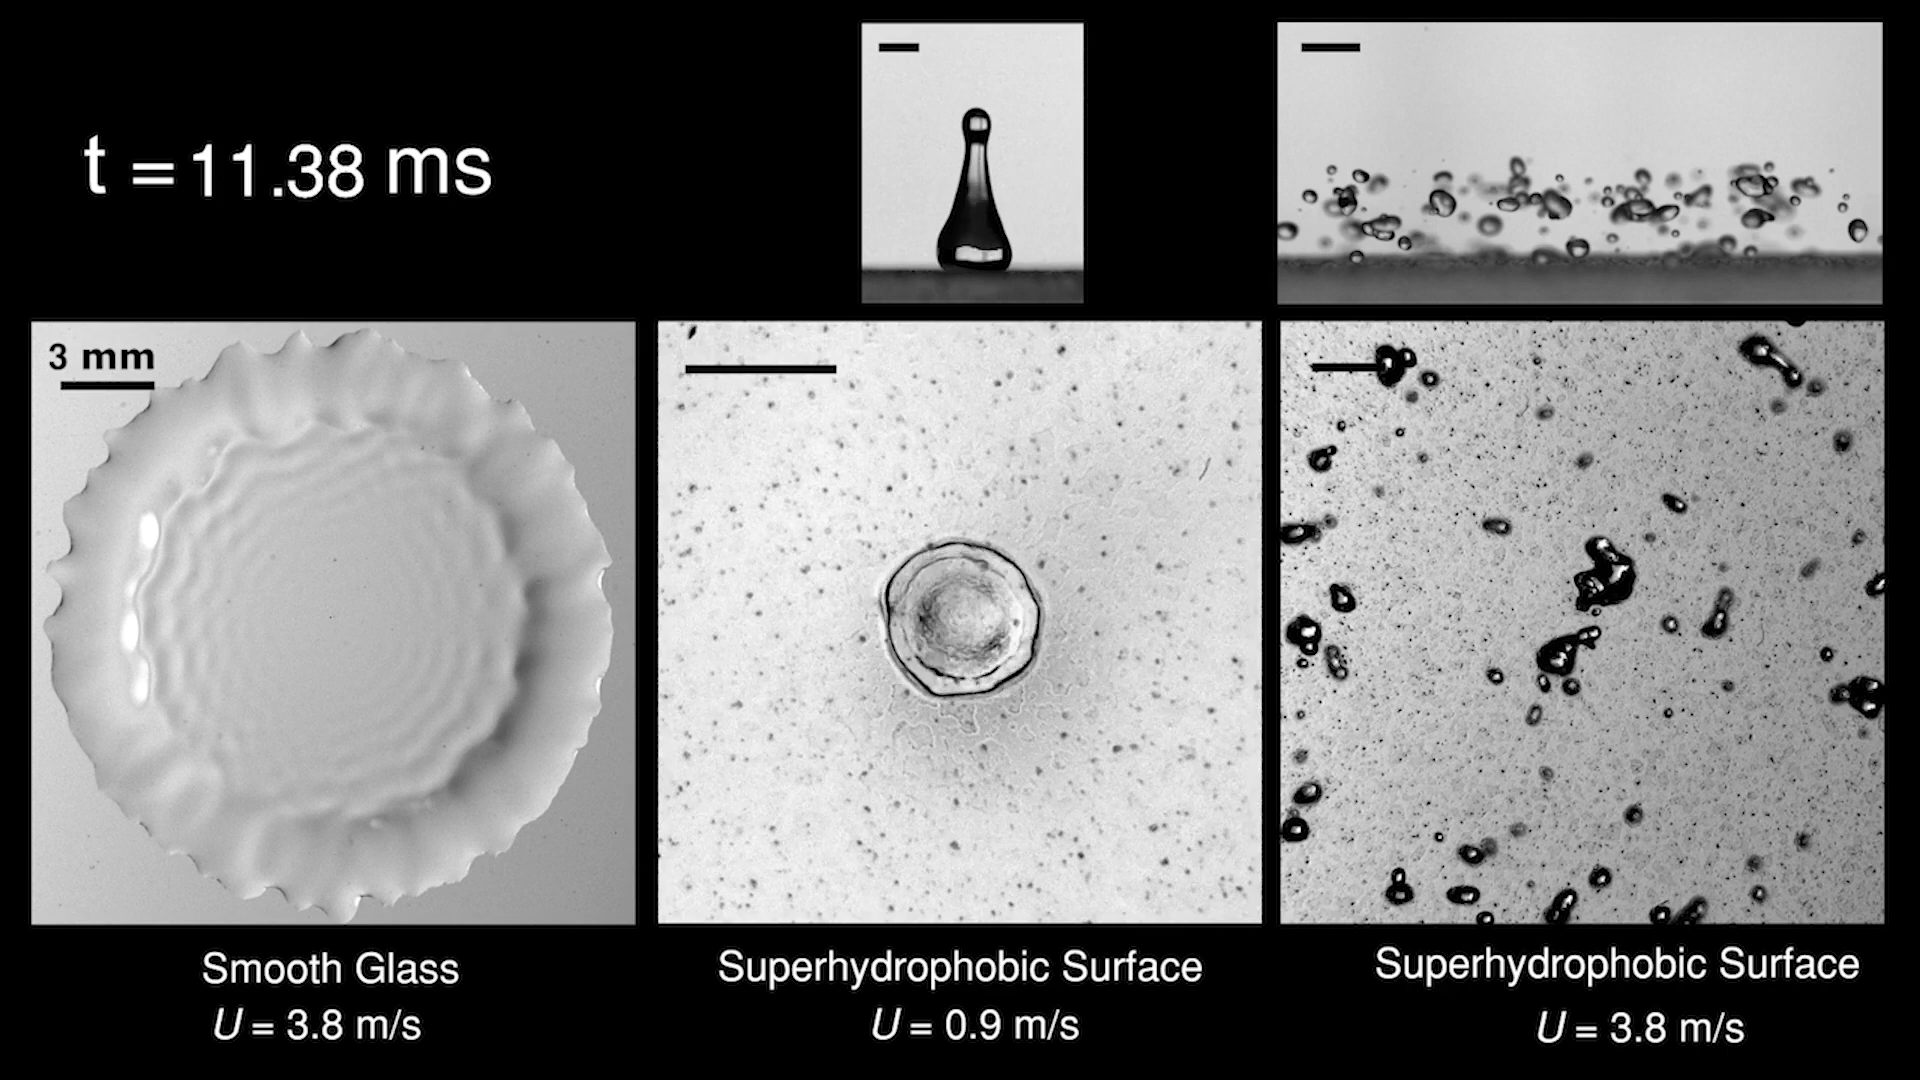 t = 11.38 ms
3 mm
Smooth Glass
U = 3.8 m/s
Superhydrophobic Surface
U = 0.9 m/s
Superhydrophobic Surface
U = 3.8 m/s